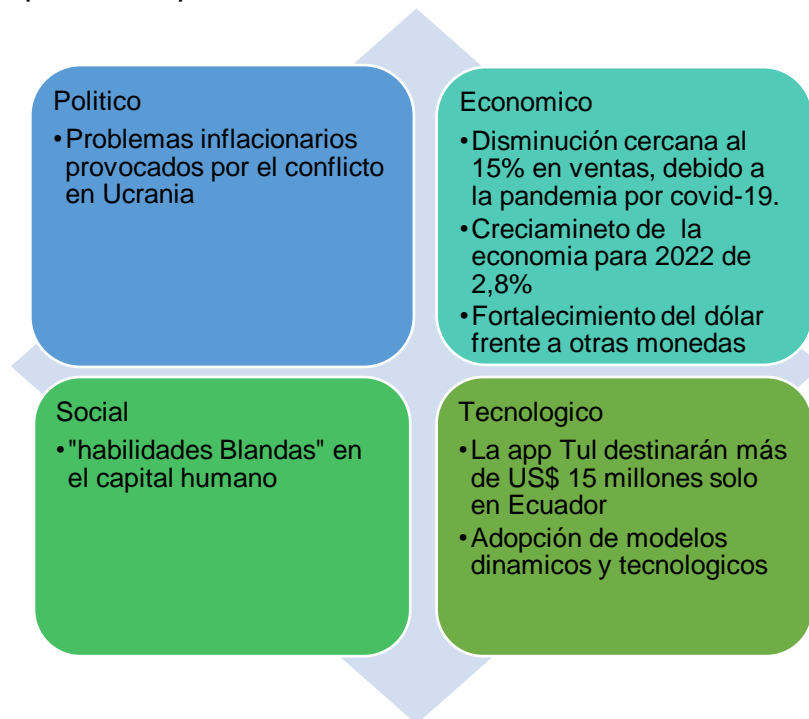 Politico
•Problemas inflacionarios
provocados por el conflicto
en Ucrania
Economico
•Disminución cercana al
15% en ventas, debido a
la pandemia por covid-19.
•Creciamineto de la
economia para 2022 de
2,8%
•Fortalecimiento del dólar
frente a otras monedas
Social
•"habilidades Blandas" en
el capital humano
Tecnologico
•La app Tul destinarán más
de US$ 15 millones solo
en Ecuador
•Adopción de modelos
dinamicos y tecnologicos